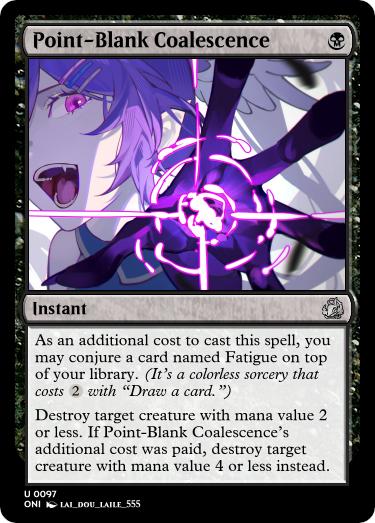 Point-Blank Coalescence
Instant
As an additional cost to cast this spell, you
may conjure a card named Fatigue on top
of your library. (It's a colorless sorcery that
costs 2 with “Draw a card.”)
Destroy target creature with mana value 2
or less. If Point-Blank Coalescence's
additional cost was paid, destroy target
creature with mana value 4 or less instead.
U 0097
ONI LAI_DOU_LAILE_555